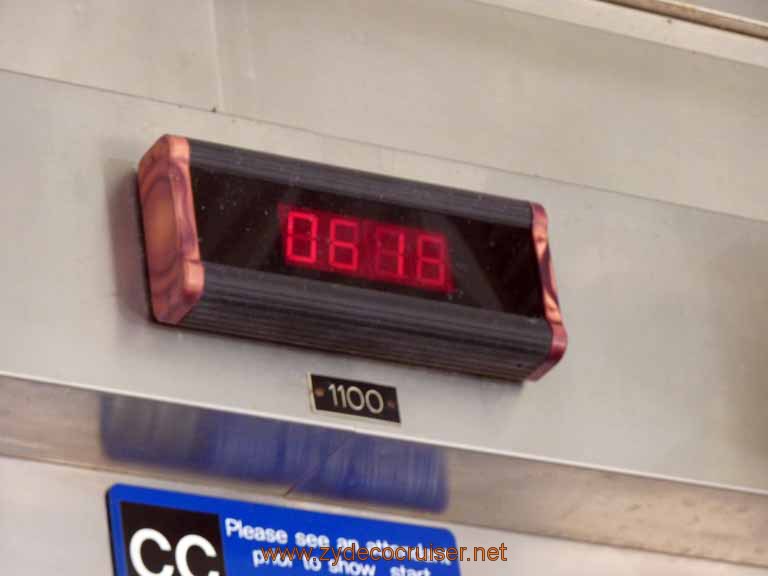 0618
1100
CC
Please see an
prior to show start
www.zydecocruiser.net